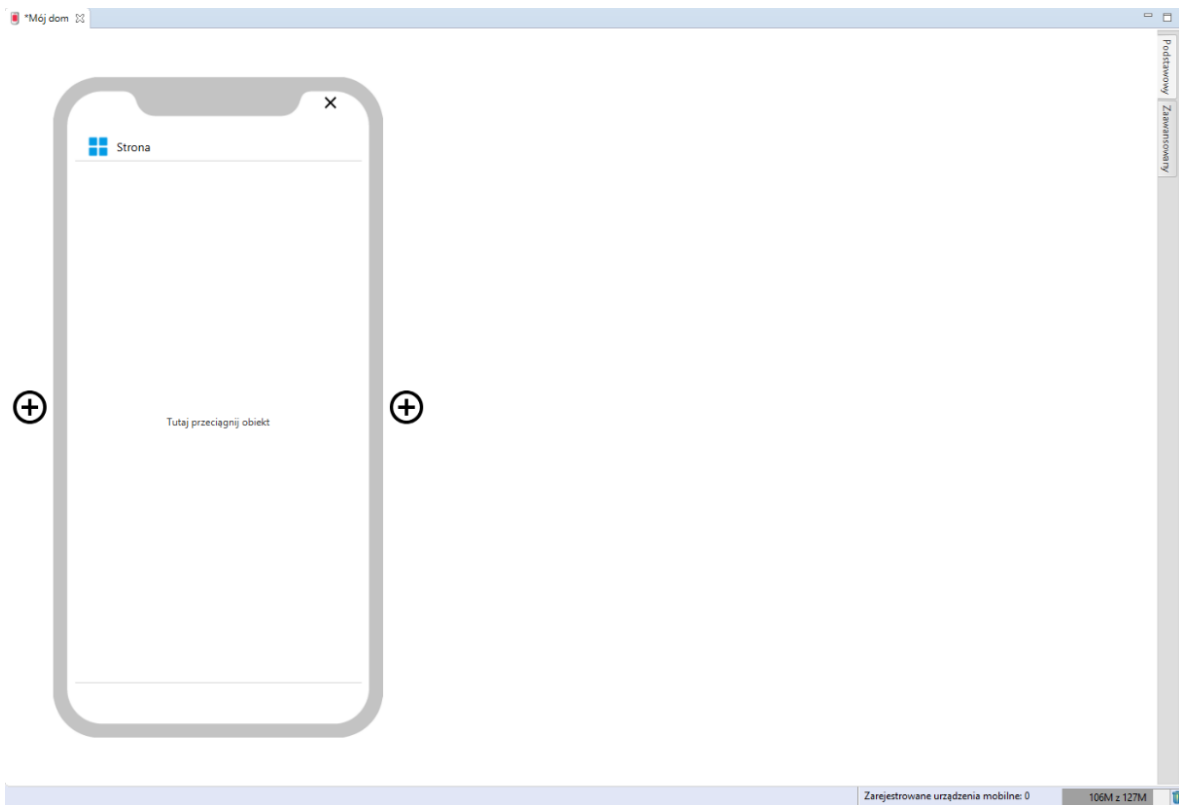 *Mój dom
Podstawowy
Zaawansowany
Strona
Tutaj przeciągnij obiekt
Zarejestrowane urządzenia mobilne: 0
106M z 127M